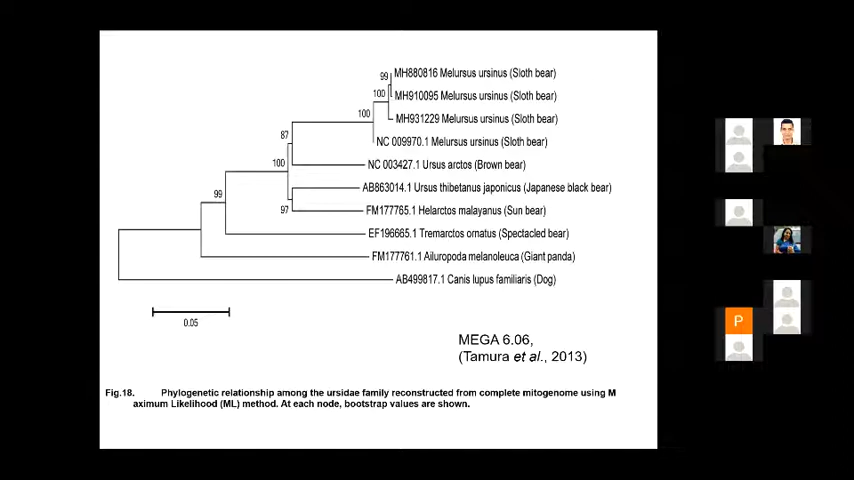 99
MH880816 Melursus ursinus (Sloth bear)
100
MH910095 Melursus ursinus (Sloth bear)
100
MH931229 Melursus ursinus (Sloth bear)
87
NC 009970.1 Melursus ursinus (Sloth bear)
100
NC 003427.1 Ursus arctos (Brown bear)
AB863014.1 Ursus thibetanus japonicus (Japanese black bear)
99
97
FM177765.1 Helarctos malayanus (Sun bear)
EF196665.1 Tremarctos ornatus (Spectacled bear)
FM177761.1 Ailuropoda melanoleuca (Giant panda)
AB499817.1 Canis lupus familiaris (Dog)
0.05
MEGA 6.06,
(Tamura et al., 2013)
Fig.18. Phylogenetic relationship among the ursidae family reconstructed from complete mitogenome using M
aximum Likelihood (ML) method. At each node, bootstrap values are shown.
P